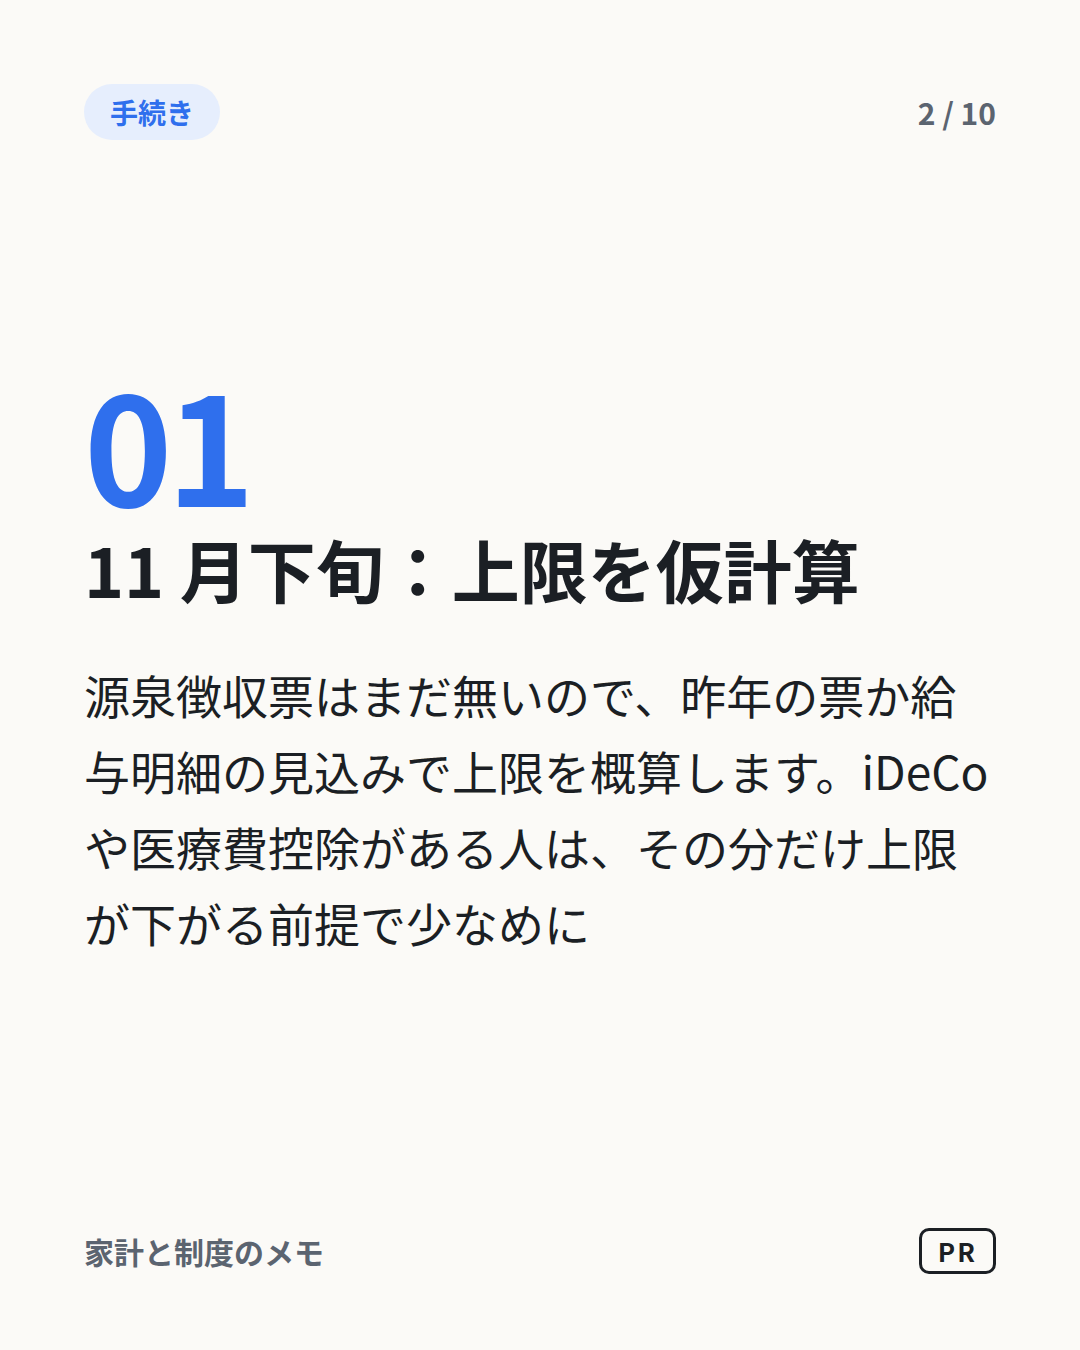 手続き
2 / 10
01
11 月下旬：上限を仮計算
源泉徴収票はまだ無いので、昨年の票か給
与明細の見込みで上限を概算します。iDeCo
や医療費控除がある人は、その分だけ上限
が下がる前提で少なめに
家計と制度のメモ
PR